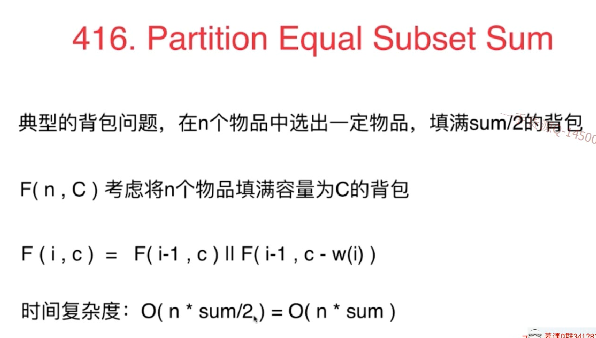 416. Partition Equal Subset Sum
典型的背包问题，在n个物品中选出一定物品，填满sum/2的背包
F( n , C ) 考虑将n个物品填满容量为C的背包
F ( i , c ) = F( i-1 , c ) || F( i-1 , c - w(i) )
时间复杂度：O( n * sum/2 ) = O( n * sum )